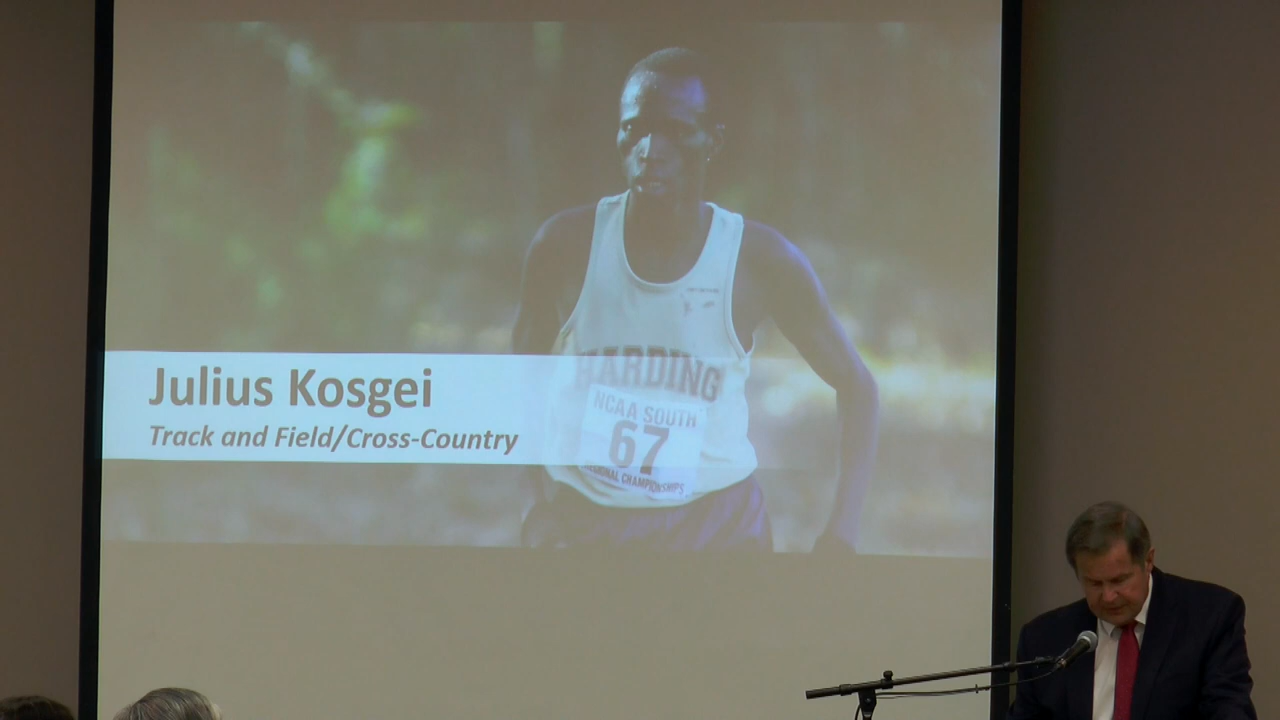 Julius Kosgei
Track and Field/Cross-Country
HARDING
NCAA SOUTH
67
REGIONAL CHAMPIONSHIPS